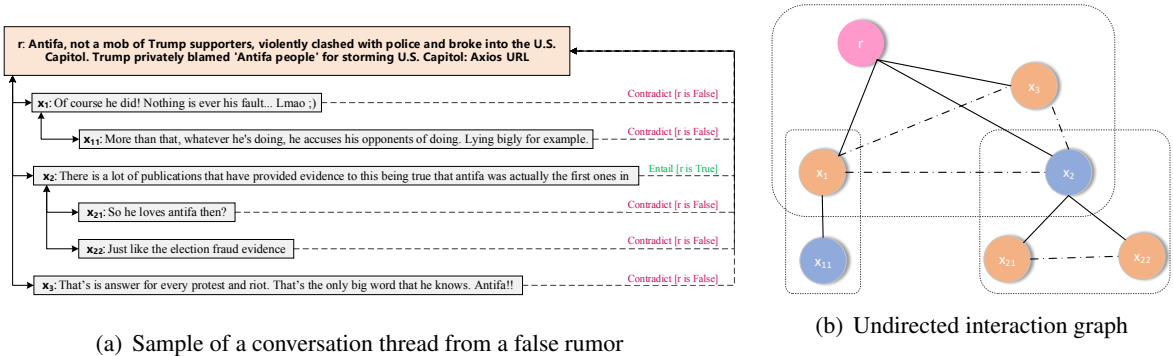 r: Antifa, not a mob of Trump supporters, violently clashed with police and broke into the U.S.
Capitol. Trump privately blamed 'Antifa people' for storming U.S. Capitol: Axios URL
x1: Of course he did! Nothing is ever his fault... Lmao ;)
Contradict [r is False]
x11: More than that, whatever he's doing, he accuses his opponents of doing. Lying bigly for example.
Contradict [r is False]
x2: There is a lot of publications that have provided evidence to this being true that antifa was actually the first ones in
Entail [r is True]
x21: So he loves antifa then?
Contradict [r is False]
x22: Just like the election fraud evidence
Contradict [r is False]
x3: That's is answer for every protest and riot. That's the only big word that he knows. Antifa!!
Contradict [r is False]
(a) Sample of a conversation thread from a false rumor
r
x3
x1
x2
x11
x21
x22
(b) Undirected interaction graph